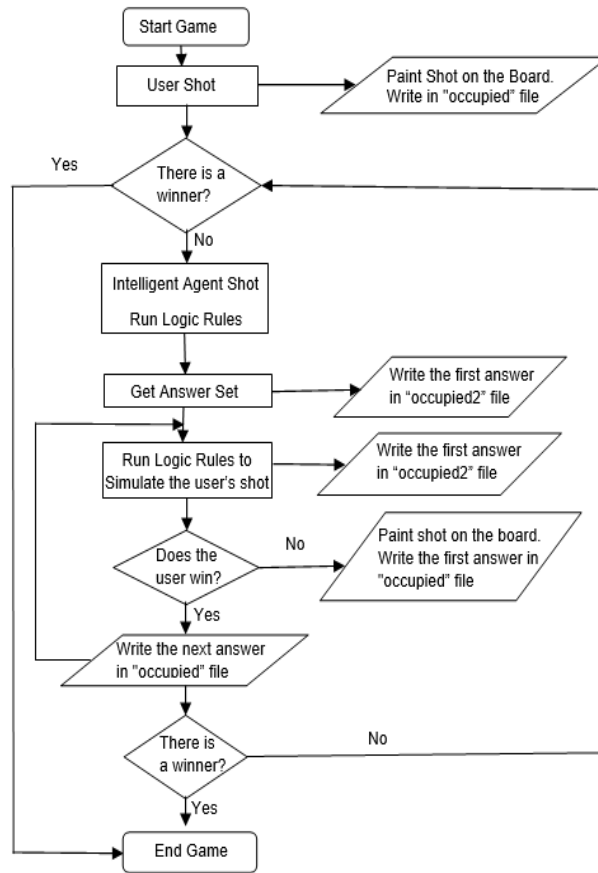 Start Game
User Shot
Paint Shot on the Board.
Write in "occupied” file
Yes
There is a
winner?
No
Intelligent Agent Shot
Run Logic Rules
Get Answer Set
Write the first answer
in “occupied2” file
Run Logic Rules to
Simulate the user's shot
Write the first answer
in “occupied2” file
Does the
user win?
No
Paint shot on the board.
Write the first answer in
"occupied” file
Yes
Write the next answer
in "occupied” file
There is
a winner?
No
Yes
End Game